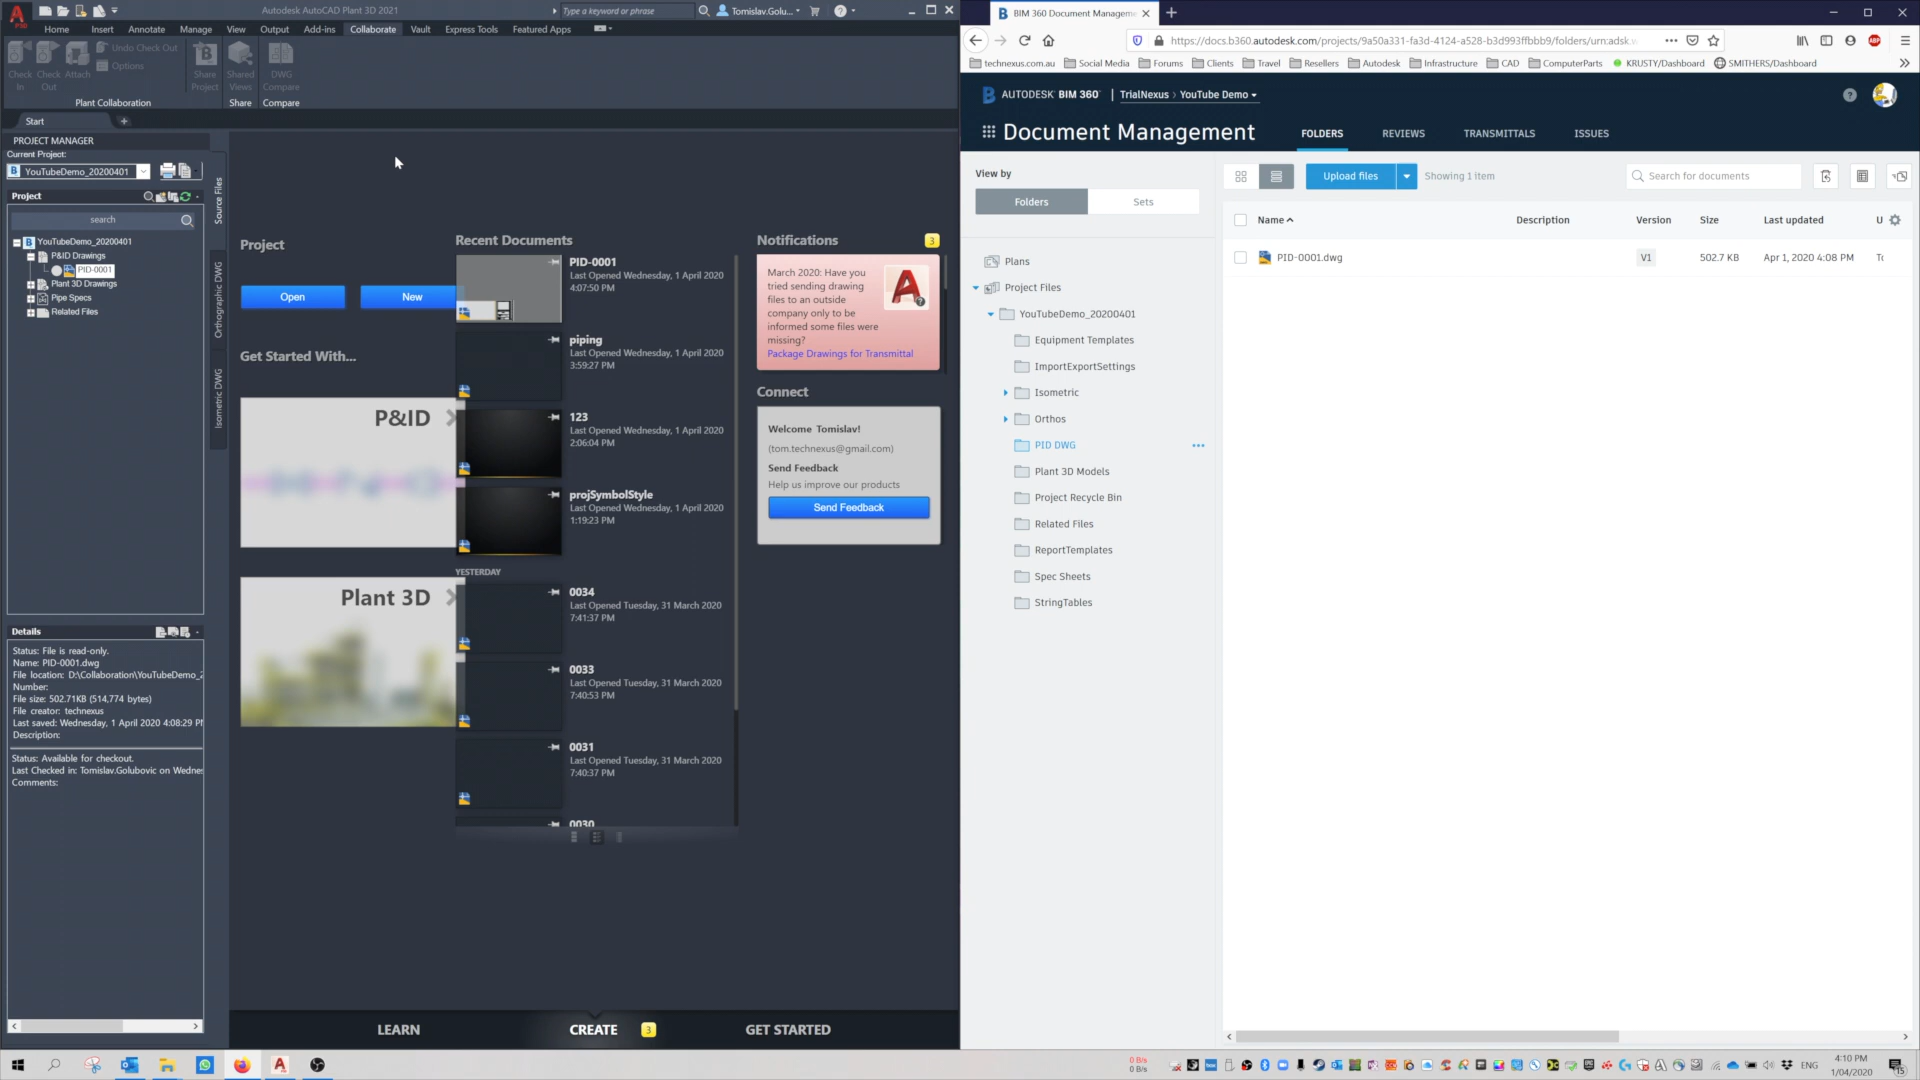 Autodesk AutoCAD Plant 3D 2021
Type a keyword or phrase
Tomislav.Golu...
Home
Insert
Annotate
Manage
View
Output
Add-ins
Collaborate
Vault
Express Tools
Featured Apps
Check In
Check Out
Attach
Undo Check Out
Options
Share Project
Shared Views
DWG Compare
Plant Collaboration
Share
Compare
Start
PROJECT MANAGER
Current Project:
YouTubeDemo_20200401
Project
search
YouTubeDemo_20200401
P&ID Drawings
PID-0001
Plant 3D Drawings
Pipe Specs
Related Files
Source Files
Orthographic DWG
Isometric DWG
Details
Status: File is read-only.
Name: PID-0001.dwg
File location: D:\Collaboration\YouTubeDemo_2
Number:
File size: 502.71KB (514,774 bytes)
File creator: technexus
Last saved: Wednesday, 1 April 2020 4:08:29 PM
Description:
Status: Available for checkout.
Last Checked in: Tomislav.Golubovic on Wednes
Comments:
Project
Open
New
Get Started With...
P&ID
Plant 3D
Recent Documents
PID-0001
Last Opened Wednesday, 1 April 2020
4:07:50 PM
piping
Last Opened Wednesday, 1 April 2020
3:59:27 PM
123
Last Opened Wednesday, 1 April 2020
2:06:04 PM
projSymbolStyle
Last Opened Wednesday, 1 April 2020
1:19:23 PM
YESTERDAY
0034
Last Opened Tuesday, 31 March 2020
7:41:37 PM
0033
Last Opened Tuesday, 31 March 2020
7:40:53 PM
0031
Last Opened Tuesday, 31 March 2020
7:40:37 PM
0030
Notifications
3
March 2020: Have you
tried sending drawing
files to an outside
company only to be
informed some files were
missing?
Package Drawings for Transmittal
Connect
Welcome Tomislav!
(tom.technexus@gmail.com)
Send Feedback
Help us improve our products
Send Feedback
LEARN
CREATE
3
GET STARTED
BIM 360 Document Manageme
https://docs.b360.autodesk.com/projects/9a50a331-fa3d-4124-a528-b3d993ffbbb9/folders/urn:adsk.w
technexus.com.au
Social Media
Forums
Clients
Travel
Resellers
Autodesk
Infrastructure
CAD
ComputerParts
KRUSTY/Dashboard
SMITHERS/Dashboard
AUTODESK® BIM 360®
TrialNexus > YouTube Demo
Document Management
FOLDERS
REVIEWS
TRANSMITTALS
ISSUES
View by
Folders
Sets
Upload files
Showing 1 item
Search for documents
Plans
Project Files
YouTubeDemo_20200401
Equipment Templates
ImportExportSettings
Isometric
Orthos
PID DWG
Plant 3D Models
Project Recycle Bin
Related Files
ReportTemplates
Spec Sheets
StringTables
Name
Description
Version
Size
Last updated
U
PID-0001.dwg
V1
502.7 KB
Apr 1, 2020 4:08 PM
0 B/s
0 B/s
ENG
4:10 PM
1/04/2020
15